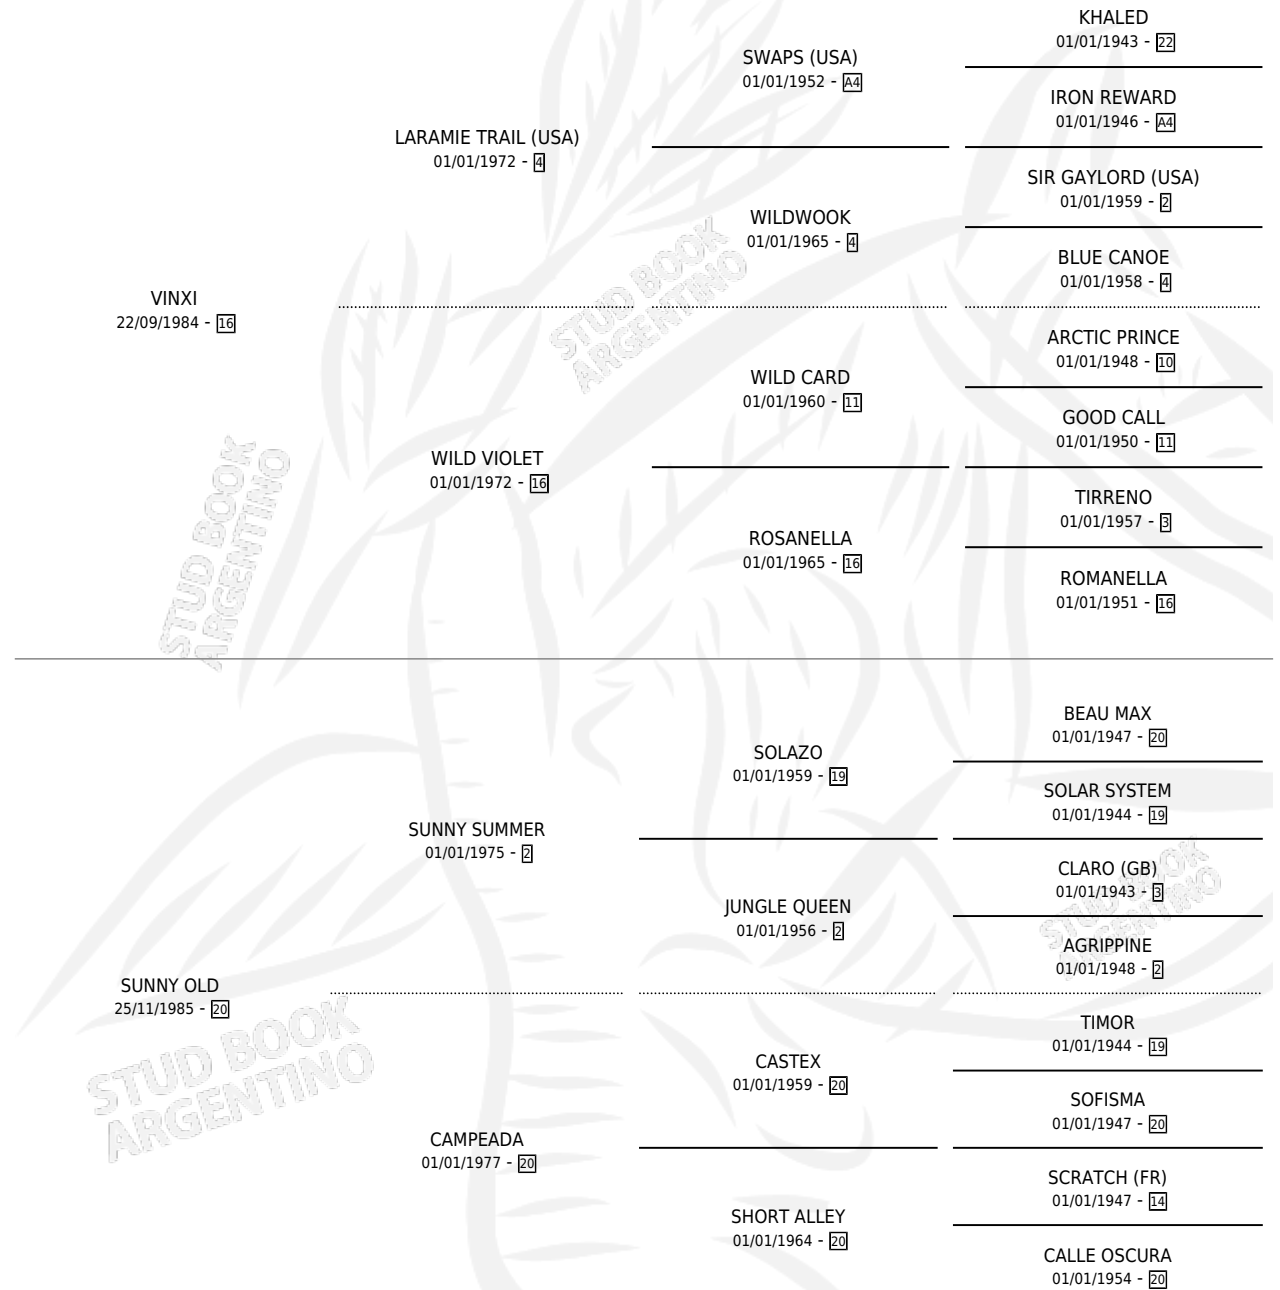 KHALED
01/01/1943 - 22
SWAPS (USA)
01/01/1952 - A4
IRON REWARD
01/01/1946 - A4
LARAMIE TRAIL (USA)
01/01/1972 - 4
SIR GAYLORD (USA)
01/01/1959 - 2
WILDWOOK
01/01/1965 - 4
BLUE CANOE
01/01/1958 - 4
VINXI
22/09/1984 - 16
ARCTIC PRINCE
01/01/1948 - 10
WILD CARD
01/01/1960 - 11
GOOD CALL
01/01/1950 - 11
WILD VIOLET
01/01/1972 - 16
TIRRENO
01/01/1957 - 3
ROSANELLA
01/01/1965 - 16
ROMANELLA
01/01/1951 - 16
STUD BOOK
ARGENTINO
STUD BOOK
ARGENTINO
BEAU MAX
01/01/1947 - 20
SOLAZO
01/01/1959 - 19
SOLAR SYSTEM
01/01/1944 - 19
SUNNY SUMMER
01/01/1975 - 2
CLARO (GB)
01/01/1943 - 3
JUNGLE QUEEN
01/01/1956 - 2
AGRIPPINE
01/01/1948 - 2
SUNNY OLD
25/11/1985 - 20
TIMOR
01/01/1944 - 19
CASTEX
01/01/1959 - 20
SOFISMA
01/01/1947 - 20
CAMPEADA
01/01/1977 - 20
SCRATCH (FR)
01/01/1947 - 14
SHORT ALLEY
01/01/1964 - 20
CALLE OSCURA
01/01/1954 - 20
STUD BOOK
ARGENTINO
STUD BOOK
ARGENTINO